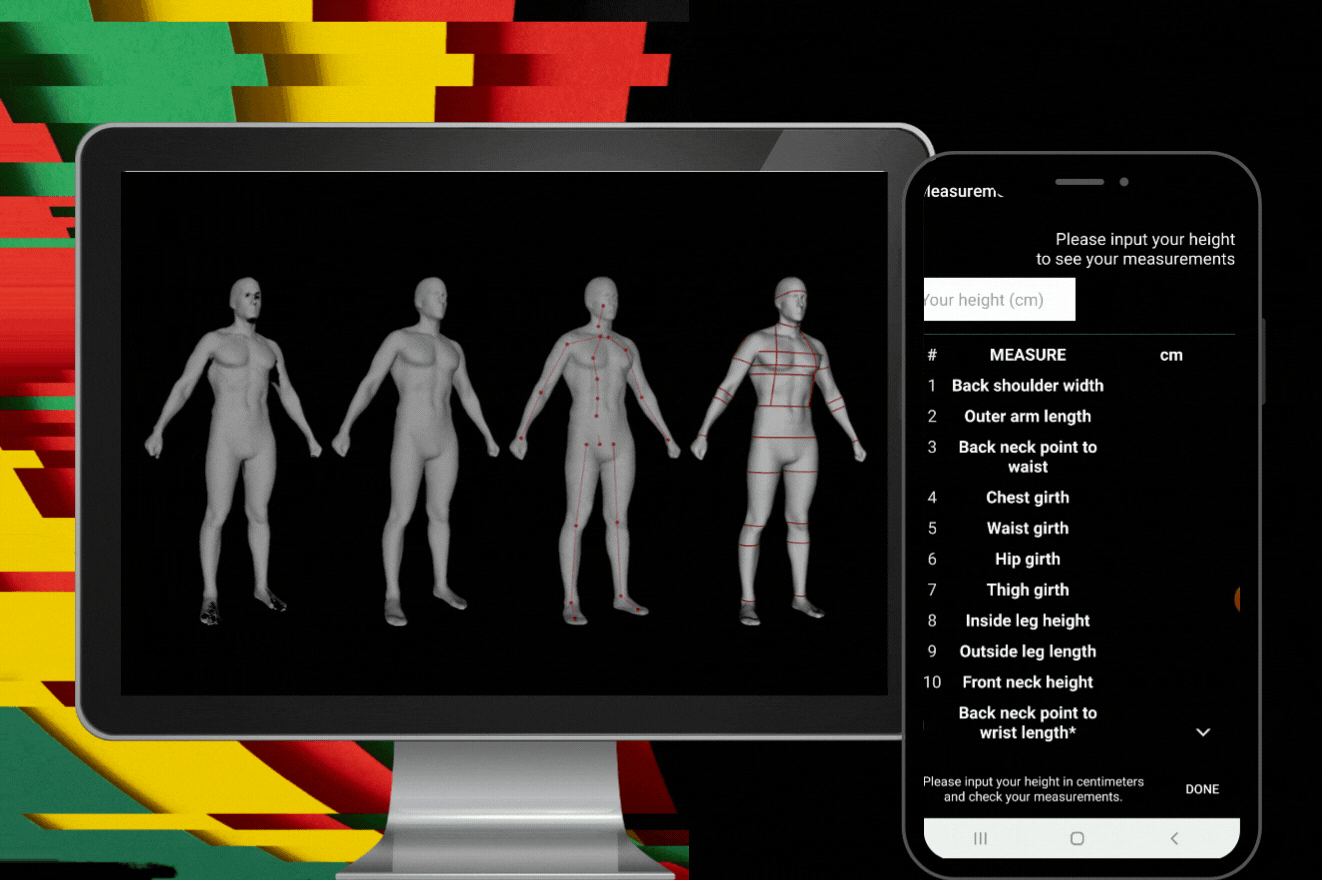 Measurem
Please input your height
to see your measurements
Your height (cm)
# MEASURE cm
1 Back shoulder width
2 Outer arm length
3 Back neck point to
waist
4 Chest girth
5 Waist girth
6 Hip girth
7 Thigh girth
8 Inside leg height
9 Outside leg length
10 Front neck height
Back neck point to
wrist length*
Please input your height in centimeters
and check your measurements.
DONE